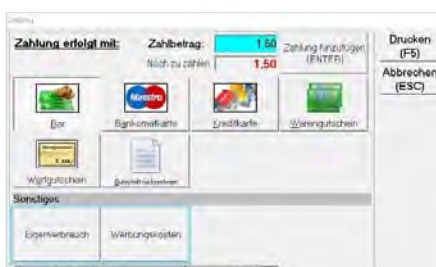 Zahlung erfolgt mit:
Zahlbetrag:
1.50
Zahlung hinzufügen
(ENTER)
Noch zu zahlen
1.50
Drucken
(F5)
Abbrechen
(ESC)
Maestro
Bar
Bankomatkarte
Kreditkarte
Warengutschein
Wertgutschein
Sonstiges
Eigenverbrauch
Werbungskosten